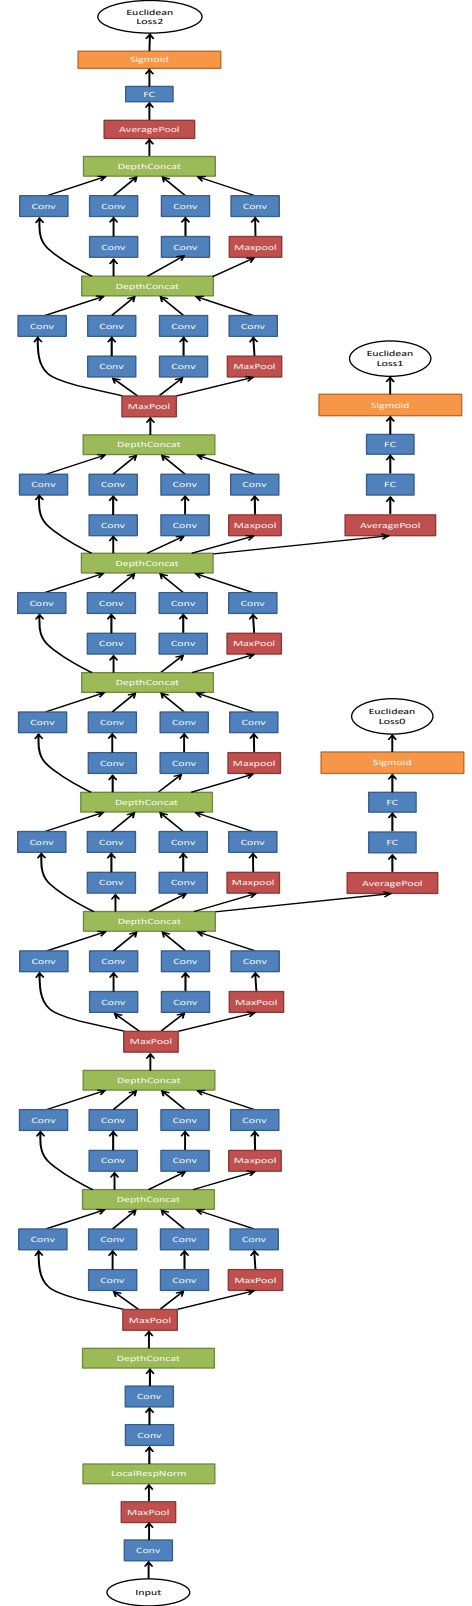 Euclidean
Loss2
Sigmoid
FC
AveragePool
DepthConcat
Conv Conv Conv Conv
Conv Conv Maxpool
DepthConcat
Conv Conv Conv Conv
Conv Conv MaxPool
Euclidean
Loss1
MaxPool
Sigmoid
DepthConcat
FC
Conv Conv Conv Conv
FC
Conv Conv Maxpool
AveragePool
DepthConcat
Conv Conv Conv Conv
Conv Conv MaxPool
DepthConcat
Euclidean
Loss0
Conv Conv Conv Conv
Conv Conv Maxpool
Sigmoid
DepthConcat
FC
Conv Conv Conv Conv
FC
Conv Conv Maxpool
AveragePool
DepthConcat
Conv Conv Conv Conv
Conv Conv MaxPool
MaxPool
DepthConcat
Conv Conv Conv Conv
Conv Conv Maxpool
DepthConcat
Conv Conv Conv Conv
Conv Conv MaxPool
MaxPool
DepthConcat
Conv
Conv
LocalRespNorm
MaxPool
Conv
Input